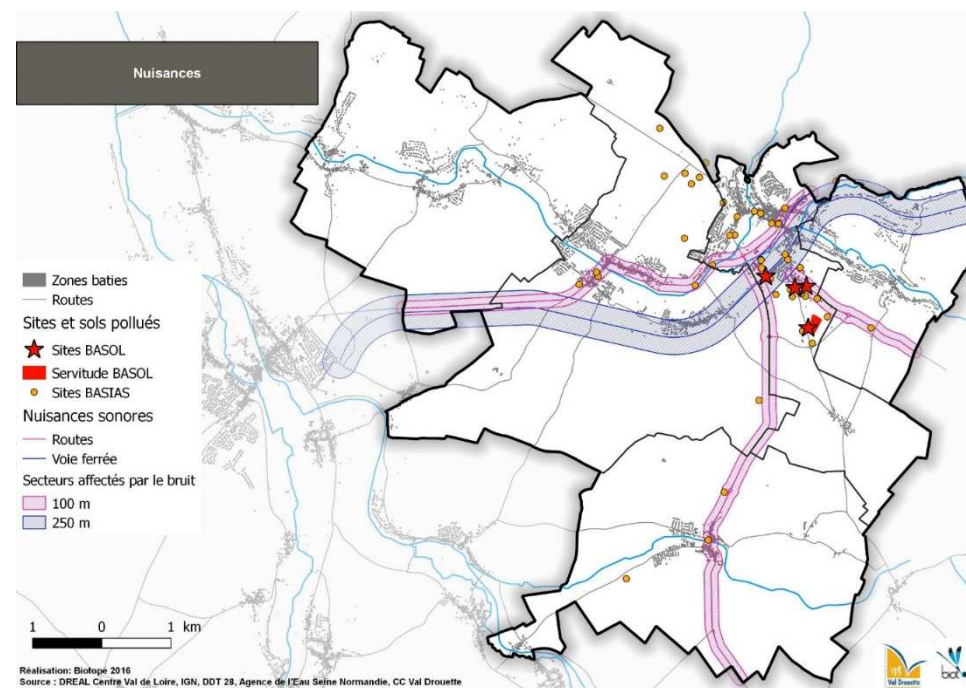 Nuisances
Zones baties
Routes
Sites et sols pollués
Sites BASOL
Servitude BASOL
Sites BASIAS
Nuisances sonores
Routes
Voie ferrée
Secteurs affectés par le bruit
100 m
250 m
1 0 1 km
Réalisation: Biotope 2016
Source : DREAL Centre Val de Loire, IGN, DDT 28, Agence de l'Eau Seine Normandie, CC Val Drouette
Val Drouette